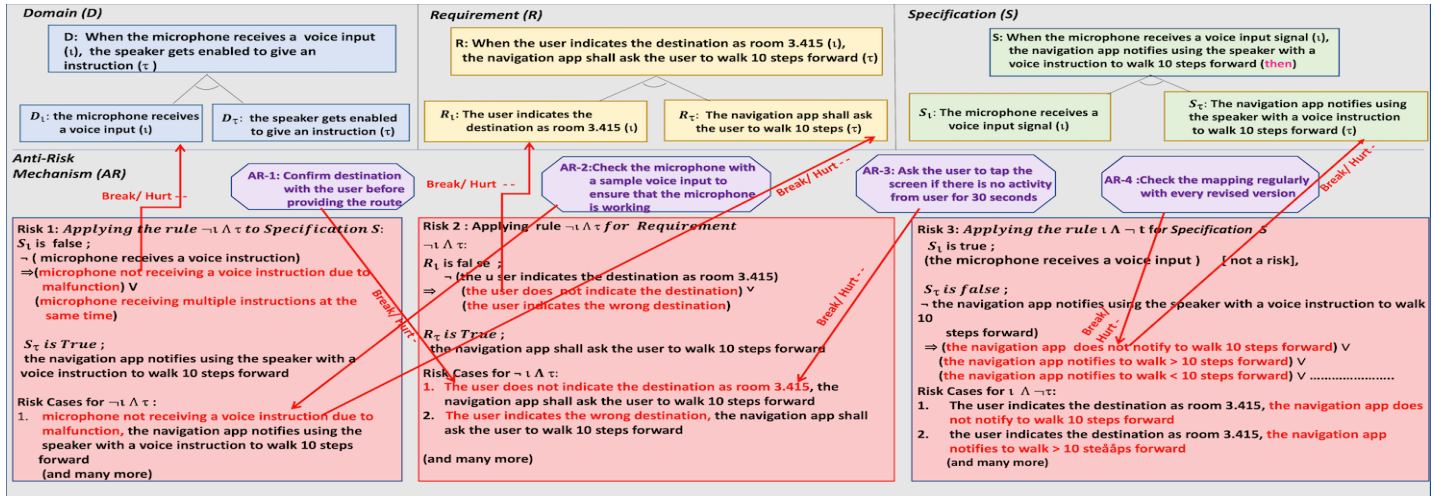 Domain (D)
D: When the microphone receives a voice input
(ι), the speaker gets enabled to give an
instruction (τ )
Dι: the microphone receives
a voice input (ι)
Dτ: the speaker gets enabled
to give an instruction (τ)
Requirement (R)
R: When the user indicates the destination as room 3.415 (ι),
the navigation app shall ask the user to walk 10 steps forward (τ)
Rι: The user indicates the
destination as room 3.415 (ι)
Rτ: The navigation app shall ask
the user to walk 10 steps (τ)
Specification (S)
S: When the microphone receives a voice input signal (ι),
the navigation app notifies using the speaker with a
voice instruction to walk 10 steps forward (then)
Sι: The microphone receives a
voice input signal (ι)
Sτ: The navigation app notifies using
the speaker with a voice instruction
to walk 10 steps forward (τ)
Anti-Risk
Mechanism (AR)
AR-1: Confirm destination
with the user before
providing the route
AR-2:Check the microphone with
a sample voice input to
ensure that the microphone
is working
AR-3: Ask the user to tap the
screen if there is no activity
from user for 30 seconds
AR-4 :Check the mapping regularly
with every revised version
Break/ Hurt --
Break/ Hurt --
Break/ Hurt --
Break/ Hurt --
Break/ Hurt -
Break/ Hurt--
Break/
Hurt -
Risk 1: Applying the rule ¬ι Λ τ to Specification S:
Sι is false ;
¬ ( microphone receives a voice instruction)
⇒(microphone not receiving a voice instruction due to
malfunction) V
(microphone receiving multiple instructions at the
same time)
Sτ is True ;
the navigation app notifies using the speaker with a
voice instruction to walk 10 steps forward
Risk Cases for ¬ι Λ τ :
1. microphone not receiving a voice instruction due to
malfunction, the navigation app notifies using the
speaker with a voice instruction to walk 10 steps
forward
(and many more)
Risk 2 : Applying rule ¬ι Λ τ for Requirement
¬ι Λ τ:
Rι is false ;
¬ (the u ser indicates the destination as room 3.415)
⇒ (the user does not indicate the destination) V
(the user indicates the wrong destination)
Rτ is True ;
the navigation app shall ask the user to walk 10 steps forward
Risk Cases for ¬ ι Λ τ:
1. The user does not indicate the destination as room 3.415, the
navigation app shall ask the user to walk 10 steps forward
2. The user indicates the wrong destination, the navigation app shall
ask the user to walk 10 steps forward
(and many more)
Risk 3: Applying the rule ι Λ ¬ t for Specification S
Sι is true ;
(the microphone receives a voice input ) [ not a risk],
Sτ is false ;
¬ the navigation app notifies using the speaker with a voice instruction to walk
10
steps forward)
⇒ (the navigation app does not notify to walk 10 steps forward) V
(the navigation app notifies to walk > 10 steps forward) V
(the navigation app notifies to walk < 10 steps forward) V .......................
Risk Cases for ι Λ ¬τ:
1. The user indicates the destination as room 3.415, the navigation app does
not notify to walk 10 steps forward
2. the user indicates the destination as room 3.415, the navigation app
notifies to walk > 10 steååps forward
(and many more)